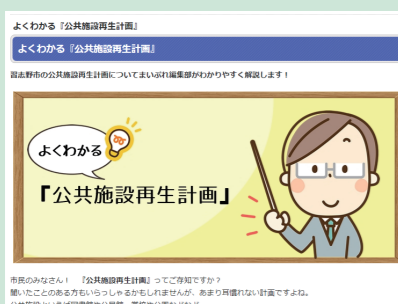 よくわかる『公共施設再生計画』
よくわかる『公共施設再生計画』
習志野市の公共施設再生計画についてまいぷれ編集部がわかりやすく解説します！
よくわかる
『公共施設再生計画』
市民のみなさん！　『公共施設再生計画』ってご存知ですか？
聞いたことのある方もいらっしゃるかもしれませんが、あまり耳慣れない計画ですよね。